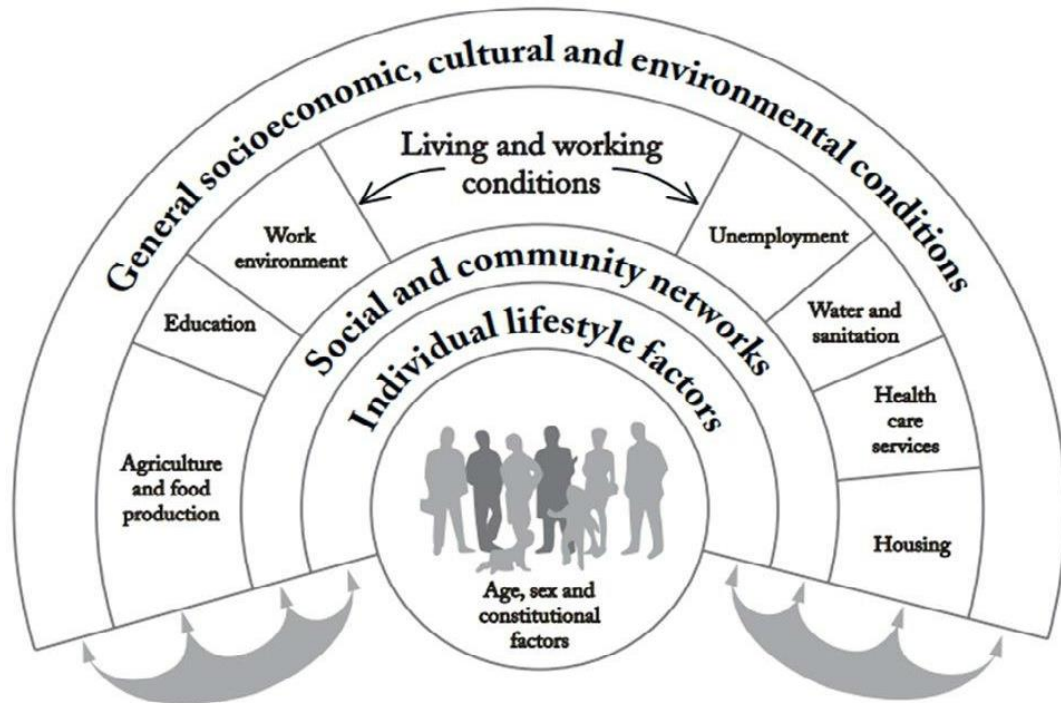 General socioeconomic, cultural and environmental conditions
Living and working
conditions
Work
environment
Unemployment
Education
Water and
sanitation
Social and community networks
Individual lifestyle factors
Health
care
services
Agriculture
and food
production
Housing
Age, sex and
constitutional
factors